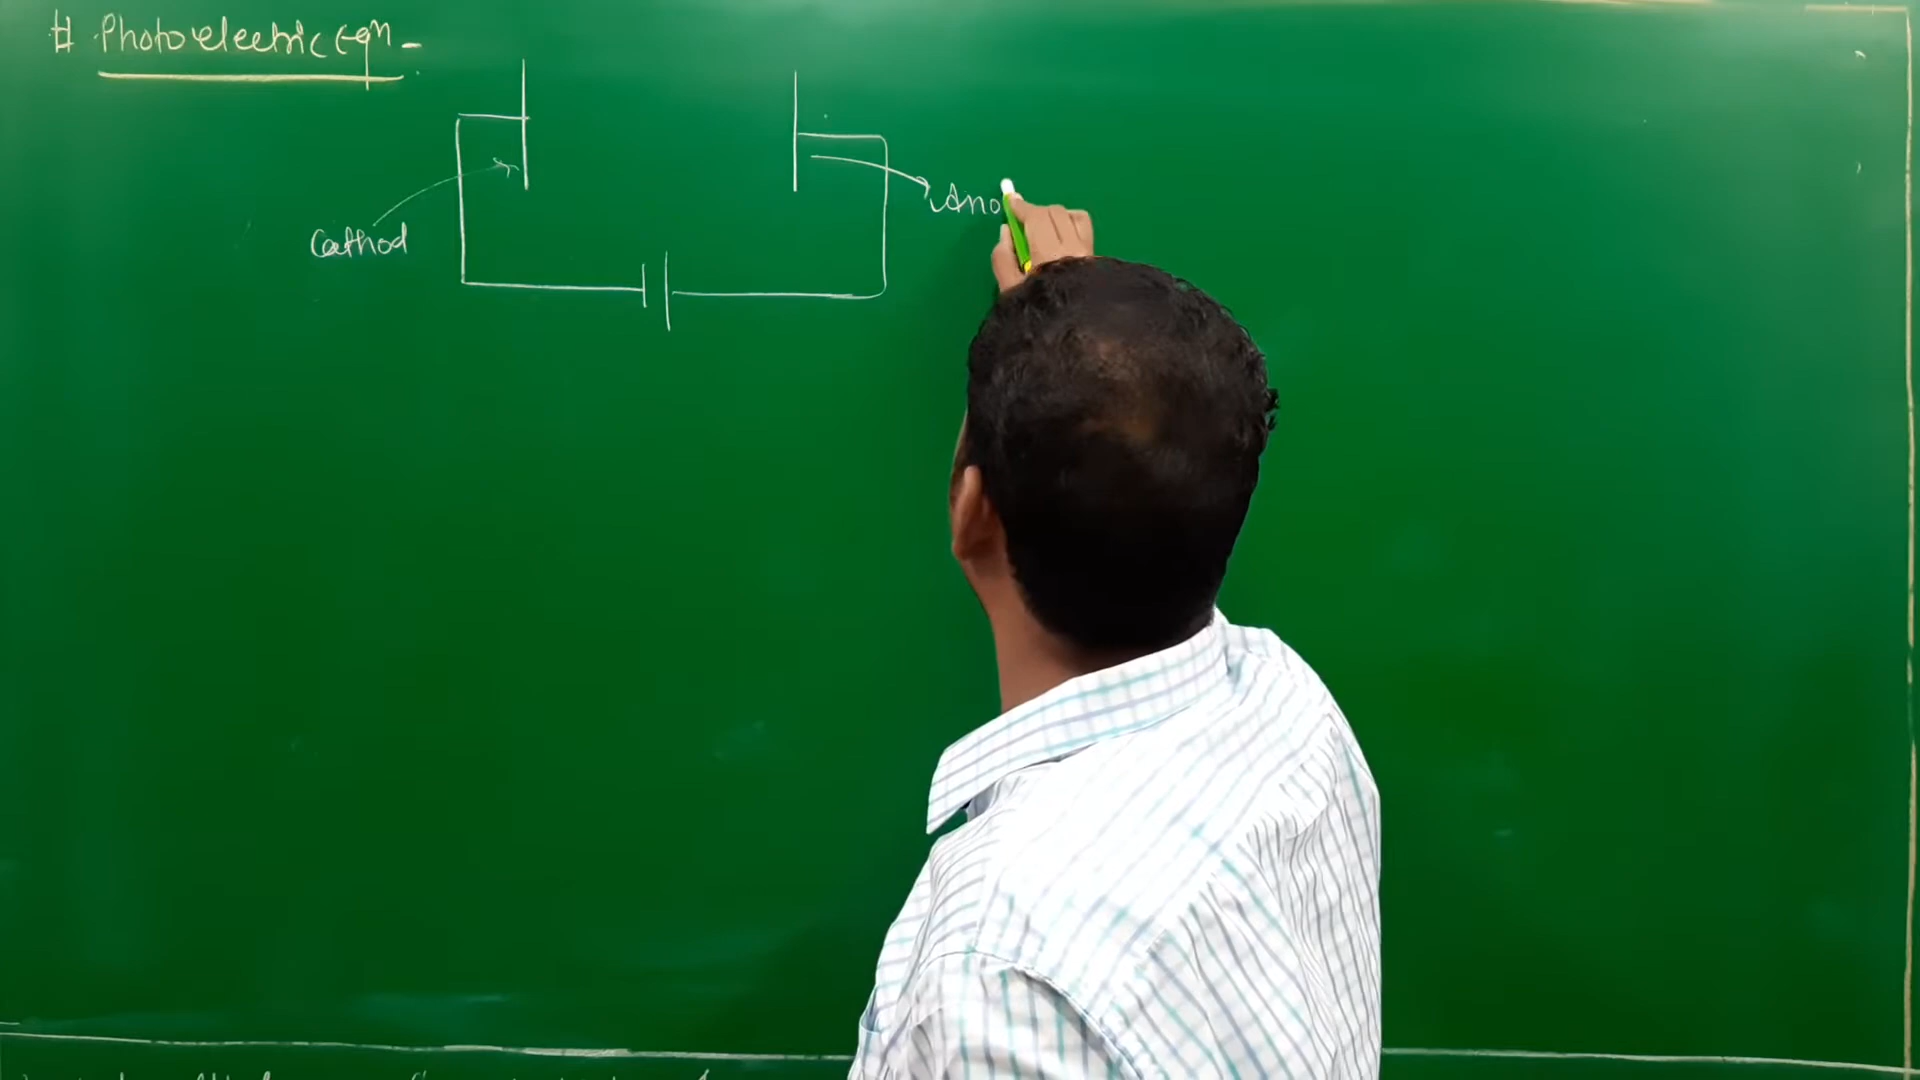 # Photoelectric Eqn -
Cathod
Ano